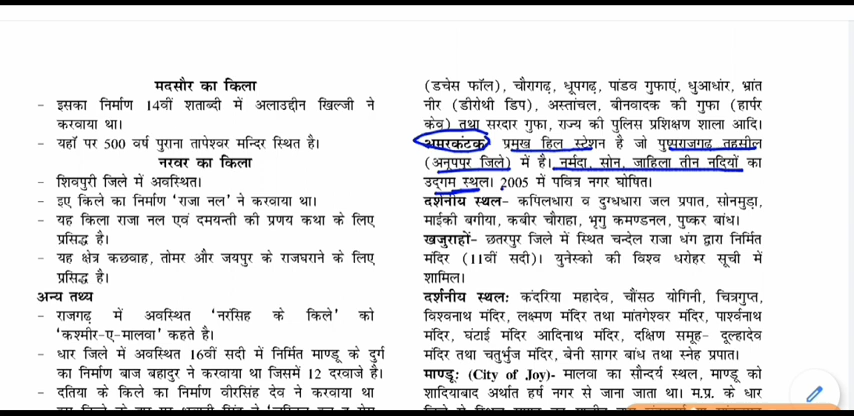 मदसौर का किला
- इसका निर्माण 14वीं शताब्दी में अलाउद्दीन खिल्जी ने
करवाया था।
- यहाँ पर 500 वर्ष पुराना तापेश्वर मन्दिर स्थित है।
नरवर का किला
- शिवपुरी जिले में अवस्थित।
- इए किले का निर्माण 'राजा नल' ने करवाया था।
- यह किला राजा नल एवं दमयन्ती की प्रणय कथा के लिए
प्रसिद्ध है।
- यह क्षेत्र कछवाह, तोमर और जयपुर के राजघराने के लिए
प्रसिद्ध है।
अन्य तथ्य
- राजगढ़ में अवस्थित 'नरसिंह के किले' को
'कश्मीर-ए-मालवा' कहते है।
- धार जिले में अवस्थित 16वीं सदी में निर्मित माण्डू के दुर्ग
का निर्माण बाज बहादुर ने करवाया था जिसमें 12 दरवाजे है।
- दतिया के किले का निर्माण वीरसिंह देव ने करवाया था
(डचेस फॉल), चौरागढ़, धूपगढ़, पांडव गुफाएं, धुआधांर, भ्रांत
नीर (डीरोथी डिप), अस्तांचल, बीनवादक की गुफा (हार्पर
केव) तथा सरदार गुफा, राज्य की पुलिस प्रशिक्षण शाला आदि।
अमरकंटक प्रमुख हिल स्टेशन है जो पुष्पराजगढ़ तहसील
(अनूपपुर जिले) में है। नर्मदा, सोन, जाहिला तीन नदियों का
उद्गम स्थल। 2005 में पवित्र नगर घोषित।
दर्शनीय स्थल- कपिलधारा व दुग्धधारा जल प्रपात, सोनमुड़ा,
माईकी बगीया, कबीर चौराहा, भृगु कमण्डनल, पुष्कर बांध।
खजुराहों- छतरपुर जिले में स्थित चन्देल राजा धंग द्वारा निर्मित
मंदिर (11वीं सदी)। युनेस्को की विश्व धरोहर सूची में
शामिल।
दर्शनीय स्थल: कंदरिया महादेव, चौंसठ योगिनी, चित्रगुप्त,
विश्वनाथ मंदिर, लक्ष्मण मंदिर तथा मांतगेश्वर मंदिर, पार्श्वनाथ
मंदिर, घंटाई मंदिर आदिनाथ मंदिर, दक्षिण समूह- दूल्हादेव
मंदिर तथा चतुर्भुज मंदिर, बेनी सागर बांध तथा स्नेह प्रपात।
माण्डू: (City of Joy)- मालवा का सौन्दर्य स्थल, माण्डू को
शादियाबाद अर्थात हर्ष नगर से जाना जाता था। म.प्र. के धार